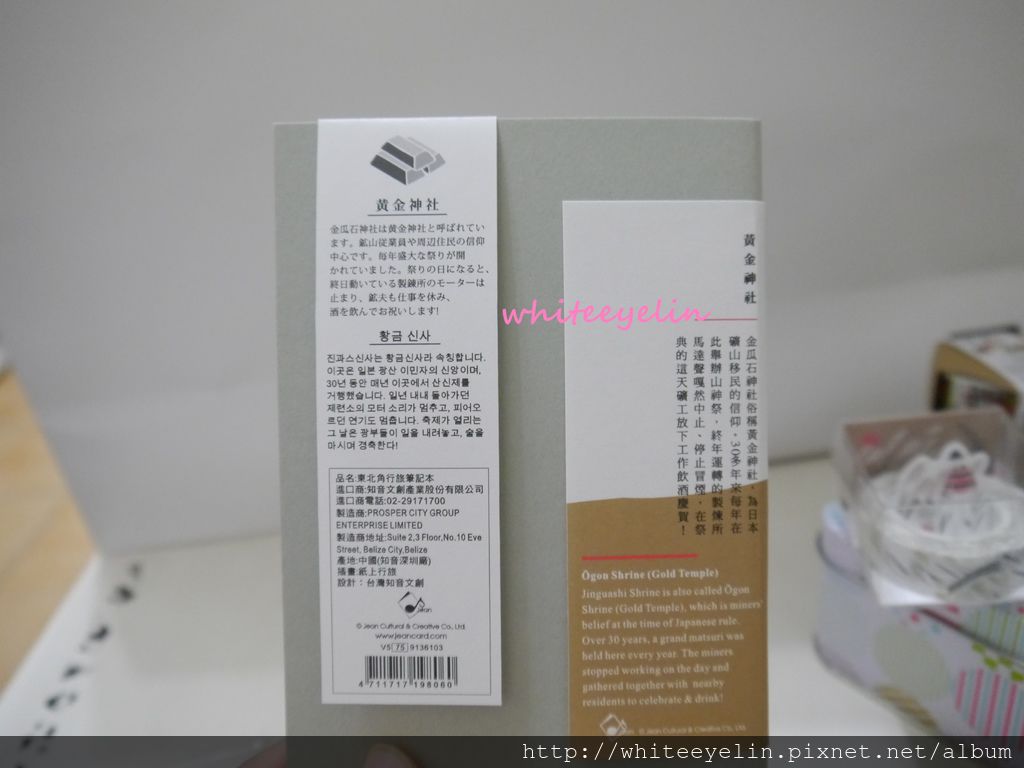 黃金神社
金瓜石神社は黄金神社と呼ばれてい
ます。鉱山従業員や周辺住民の信仰
中心です。毎年盛大な祭りが開
かれていました。祭りの日になると、
終日動いている製錬所のモーターは
止まり、鉱夫も仕事を休み、
酒を飲んでお祝いします!
황금 신사
진과스신사는 황금신사라 속칭합니다.
이곳은 일본 광산 이민자의 신앙이며,
30년 동안 매년 이곳에서 산신제를
거행했습니다. 일년 내내 돌아가던
제련소의 모터 소리가 멈추고, 피어오
르던 연기도 멈춥니다. 축제가 열리는
그 날은 광부들이 일을 내려놓고, 술을
마시며 경축한다!
品名:東北角行旅筆記本
進口商:知音文創產業股份有限公司
進口商電話:02-29171700
製造商:PROSPER CITY GROUP
ENTERPRISE LIMITED
製造商地址:Suite 2,3 Floor,No.10 Eve
Street, Belize City,Belize
產地:中國(知音深圳廠)
插畫:紙上行旅
設計：台灣知音文創
Jean
© Jean Cultural & Creative Co., Ltd.
www.jeancard.com
V5 75 9136103
4 711717 198060
whiteeyelin
黃金神社
金瓜石神社俗稱黃金神社，為日本
礦山移民的信仰，30多年來每年在
此舉辦山神祭，終年運轉的製煉所
馬達聲嘎然中止、停止冒煙，在祭
典的這天礦工放下工作飲酒慶賀！
Ōgon Shrine (Gold Temple)
Jinguashi Shrine is also called Ōgon
Shrine (Gold Temple), which is miners'
belief at the time of Japanese rule.
Over 30 years, a grand matsuri was
held here every year. The miners
stopped working on the day and
gathered together with nearby
residents to celebrate & drink!
© Jean Cultural & Creative Co., Ltd.
http://whiteeyelin.pixnet.net/album